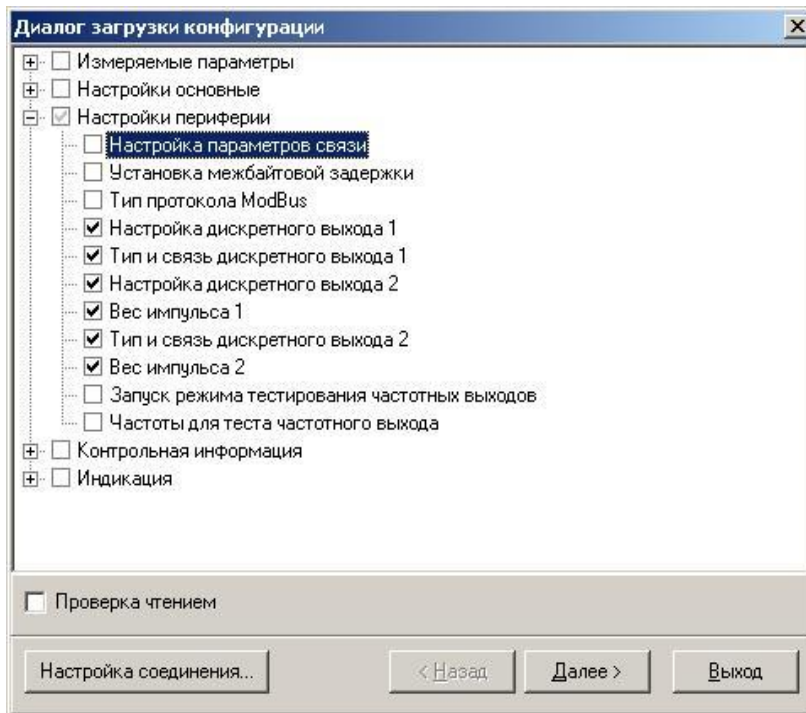 Диалог загрузки конфигурации
Измеряемые параметры
Настройки основные
Настройки периферии
Настройка параметров связи
Установка межбайтовой задержки
Тип протокола ModBus
Настройка дискретного выхода 1
Тип и связь дискретного выхода 1
Настройка дискретного выхода 2
Вес импульса 1
Тип и связь дискретного выхода 2
Вес импульса 2
Запуск режима тестирования частотных выходов
Частоты для теста частотного выхода
Контрольная информация
Индикация
Проверка чтением
Настройка соединения... < Назад Далее > Выход